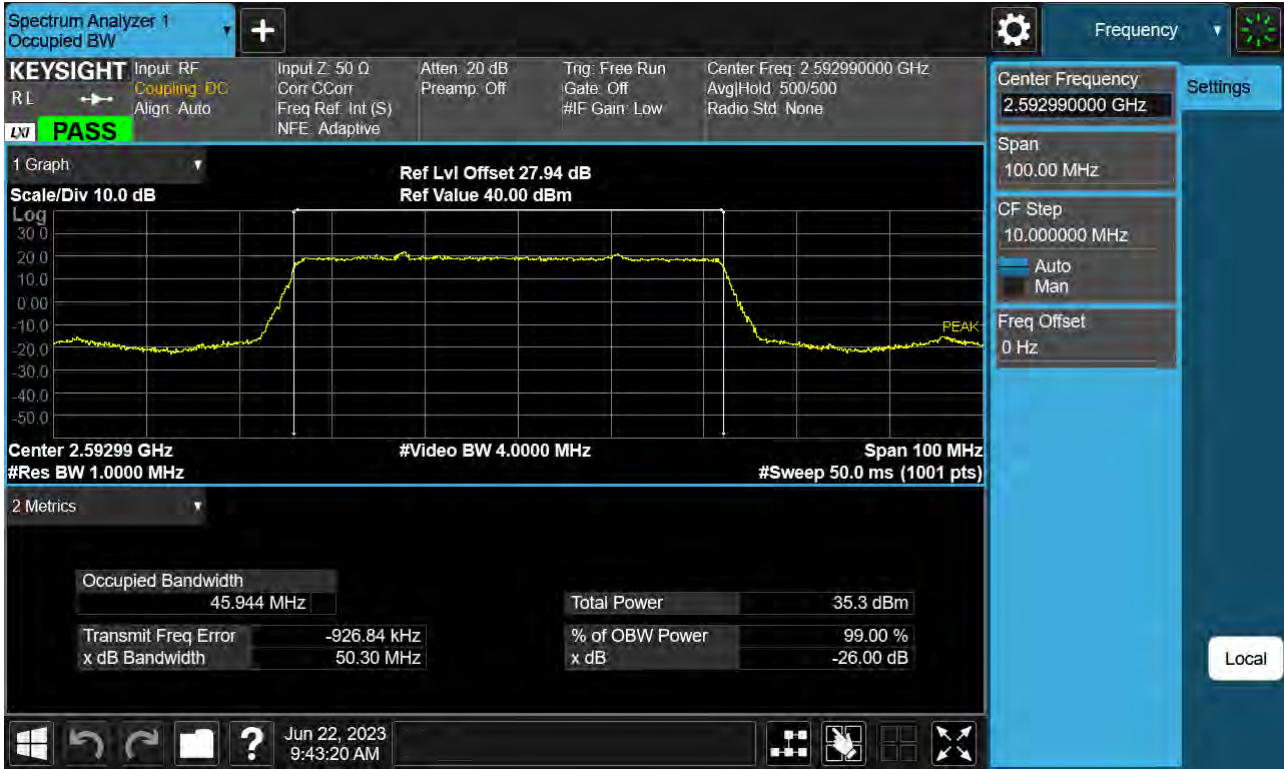 Spectrum Analyzer 1
Occupied BW
Frequency
KEYSIGHT
RL
LXI
PASS
Input: RF
Coupling: DC
Align: Auto
Input Z: 50 Ω
Corr CCorr
Freq Ref: Int (S)
NFE: Adaptive
Atten: 20 dB
Preamp: Off
Trig: Free Run
Gate: Off
#IF Gain: Low
Center Freq: 2.592990000 GHz
Avg|Hold: 500/500
Radio Std: None
Center Frequency
2.592990000 GHz
Settings
Span
100.00 MHz
CF Step
10.000000 MHz
Auto
Man
Freq Offset
0 Hz
Local
1 Graph
Scale/Div 10.0 dB
Ref Lvl Offset 27.94 dB
Ref Value 40.00 dBm
Log
30.0
20.0
10.0
0.00
-10.0
-20.0
-30.0
-40.0
-50.0
PEAK
Center 2.59299 GHz
#Video BW 4.0000 MHz
Span 100 MHz
#Res BW 1.0000 MHz
#Sweep 50.0 ms (1001 pts)
2 Metrics
Occupied Bandwidth
45.944 MHz
Total Power 35.3 dBm
Transmit Freq Error -926.84 kHz
% of OBW Power 99.00 %
x dB Bandwidth 50.30 MHz
x dB -26.00 dB
?
Jun 22, 2023
9:43:20 AM